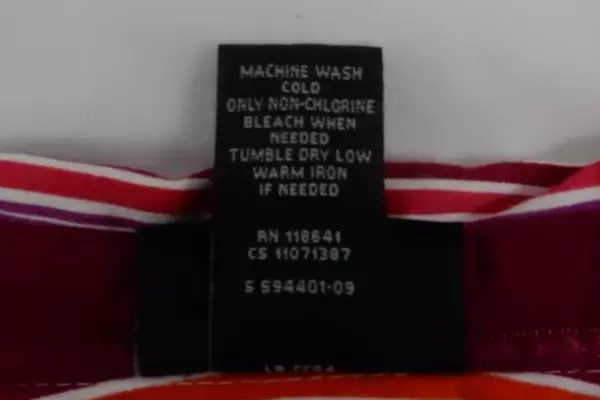 MACHINE WASH
COLD
ONLY NON-CHLORINE
BLEACH WHEN
NEEDED
TUMBLE DRY LOW
WARM IRON
IF NEEDED
RN 118641
CS 11071387
S 594401-09